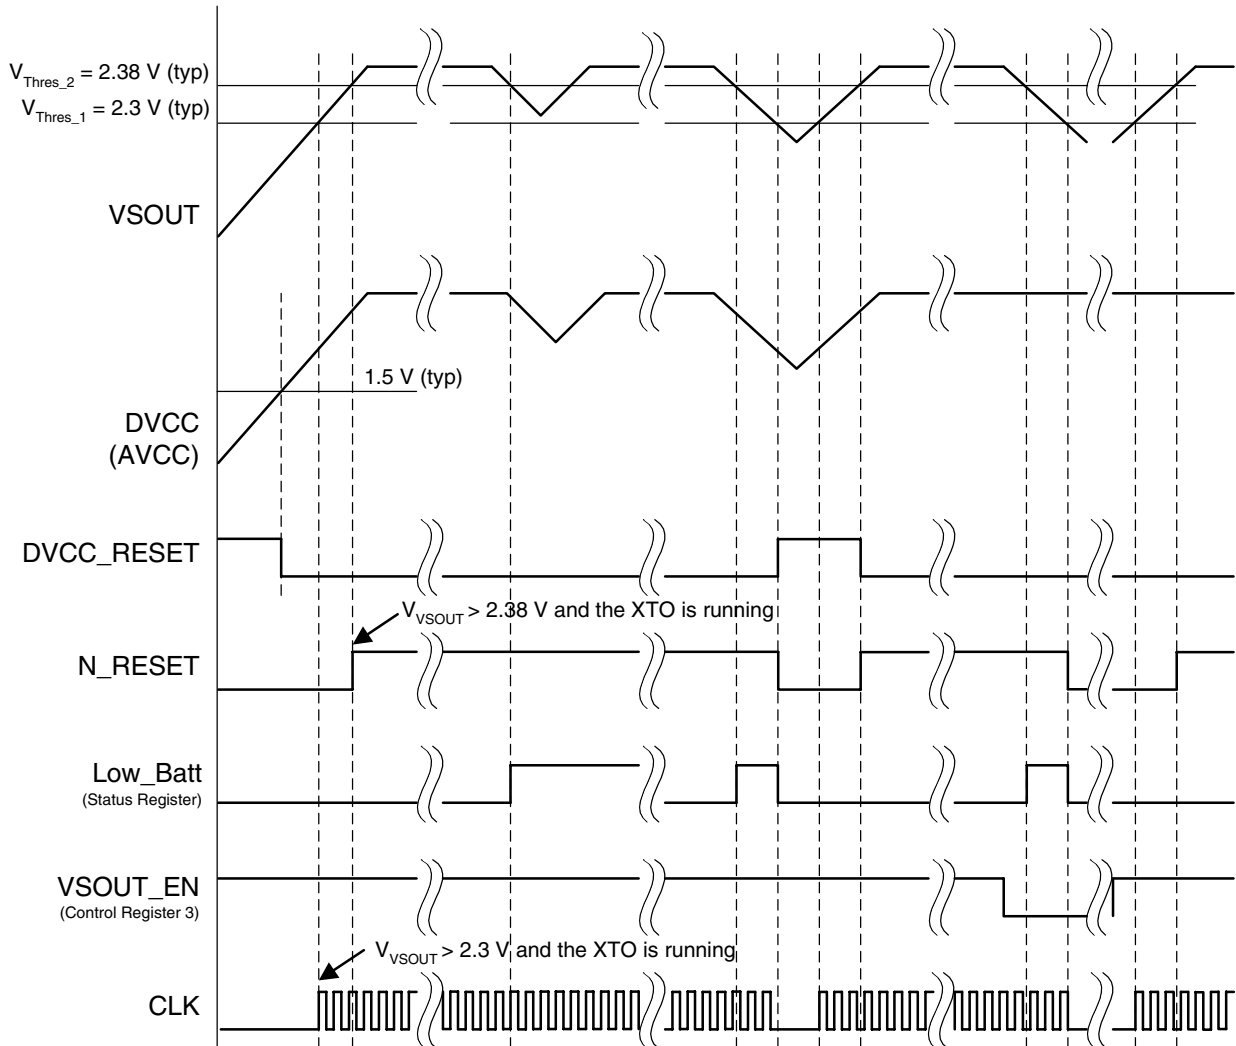 V_Thres_2 = 2.38 V (typ)
V_Thres_1 = 2.3 V (typ)
VSOUT
1.5 V (typ)
DVCC
(AVCC)
DVCC_RESET
V_VSOUT > 2.38 V and the XTO is running
N_RESET
Low_Batt
(Status Register)
VSOUT_EN
(Control Register 3)
V_VSOUT > 2.3 V and the XTO is running
CLK